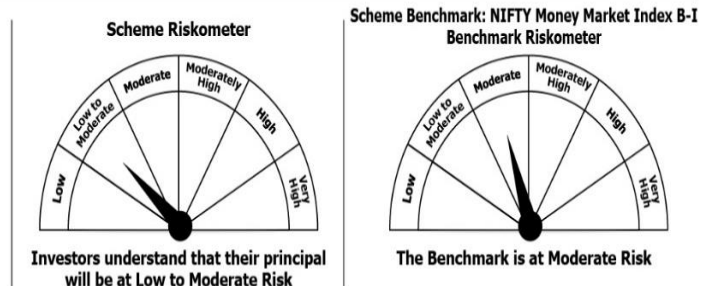 Scheme Riskometer
Low
Low to
Moderate
Moderate
Moderately
High
High
Very
High
Investors understand that their principal
will be at Low to Moderate Risk
Scheme Benchmark: NIFTY Money Market Index B-I
Benchmark Riskometer
Low
Low to
Moderate
Moderate
Moderately
High
High
Very
High
The Benchmark is at Moderate Risk